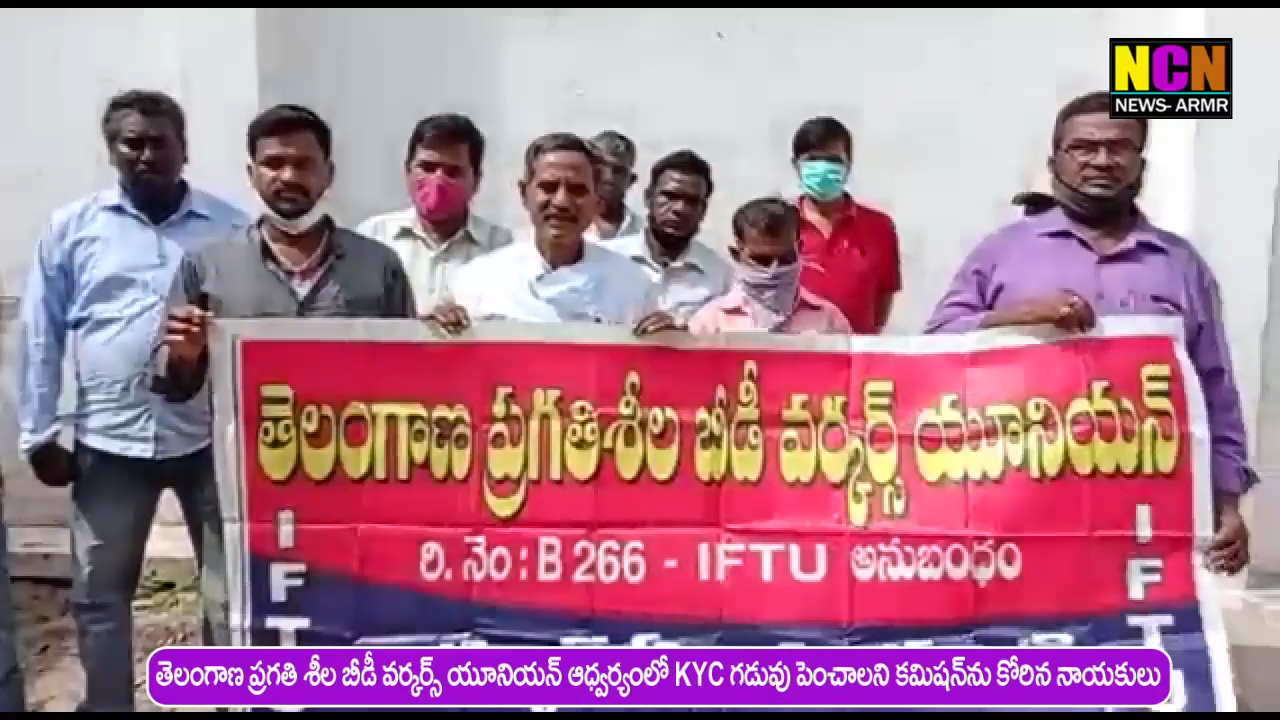 NCN
NEWS- ARMR
తెలంగాణ ప్రగతిశీల బీడీ వర్కర్స్ యూనియన్
రి. నెం : B 266 - IFTU అనుబంధం
I
F
T
I
F
T
తెలంగాణ ప్రగతి శీల బీడీ వర్కర్స్ యూనియన్ ఆధ్వర్యంలో KYC గడువు పెంచాలని కమిషన్‌ను కోరిన నాయకులు